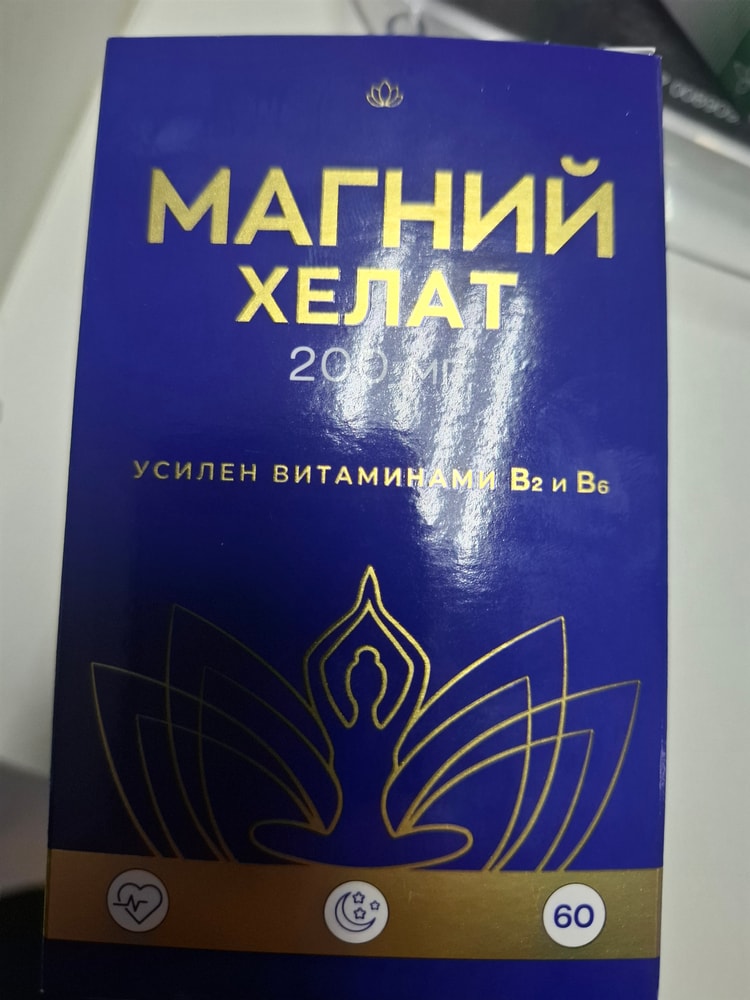 МАГНИЙ
ХЕЛАТ
200 мг
УСИЛЕН ВИТАМИНАМИ B2 И B6
60